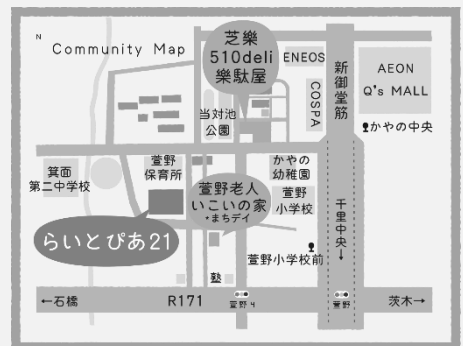 N
Community Map
芝樂
510deli
樂駄屋
ENEOS
COSPA
新御堂筋
AEON
Q's MALL
かやの中央
当対池
公園
箕面
第二中学校
萱野
保育所
萱野老人
いこいの家
★まちデイ
かやの
幼稚園
萱野
小学校
千里中央→
らいとぴあ21
萱野小学校前
塾
←石橋
R171
萱野4
萱野
茨木→